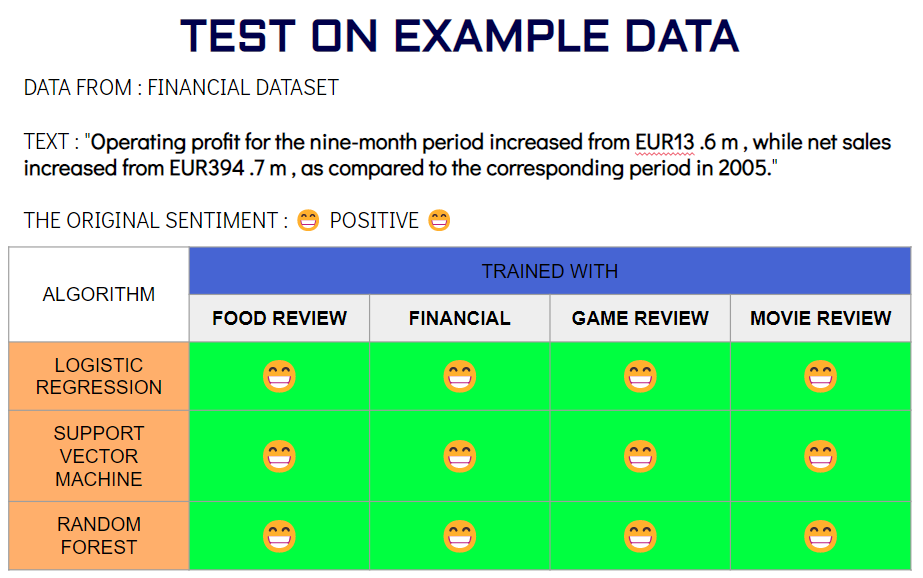 TEST ON EXAMPLE DATA
DATA FROM : FINANCIAL DATASET
TEXT : "Operating profit for the nine-month period increased from EUR13 .6 m , while net sales
increased from EUR394 .7 m , as compared to the corresponding period in 2005."
THE ORIGINAL SENTIMENT : 😁 POSITIVE 😁
ALGORITHM
TRAINED WITH
FOOD REVIEW
FINANCIAL
GAME REVIEW
MOVIE REVIEW
LOGISTIC
REGRESSION
SUPPORT
VECTOR
MACHINE
RANDOM
FOREST